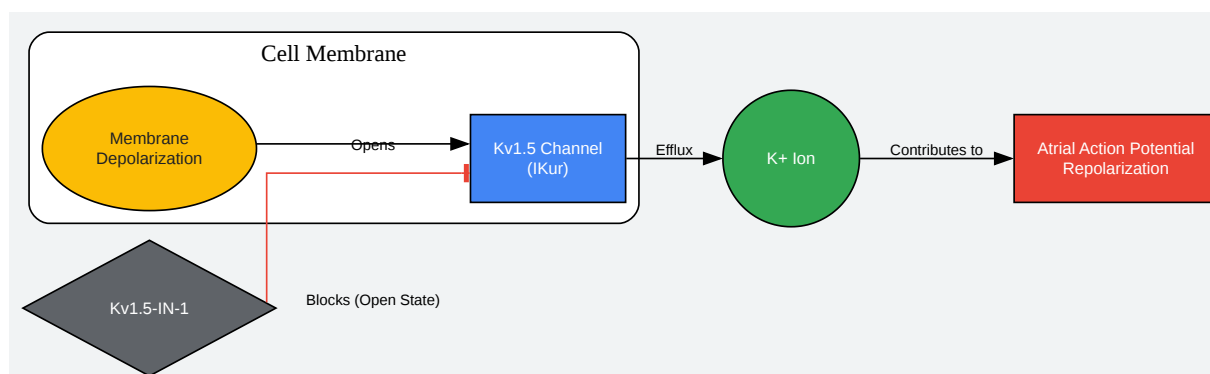 Cell Membrane
Membrane
Depolarization
Opens
Kv1.5 Channel
(IKur)
Efflux
K+ Ion
Contributes to
Atrial Action Potential
Repolarization
Kv1.5-IN-1
Blocks (Open State)